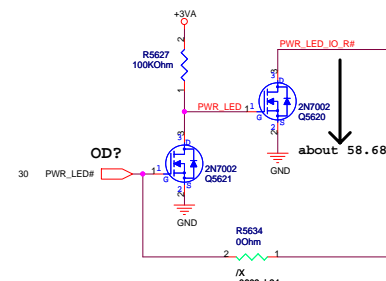 +3VA
PWR_LED_IO_R#
2
R5627
100KOhm
1
3
D
PWR_LED
1
1
G
2N7002
Q5620
S
2
3
D
OD?
2N7002
Q5621
about 58.68
30 PWR_LED#
1
1
G
S
2
GND
GND
R5634
0Ohm
2
1
/X